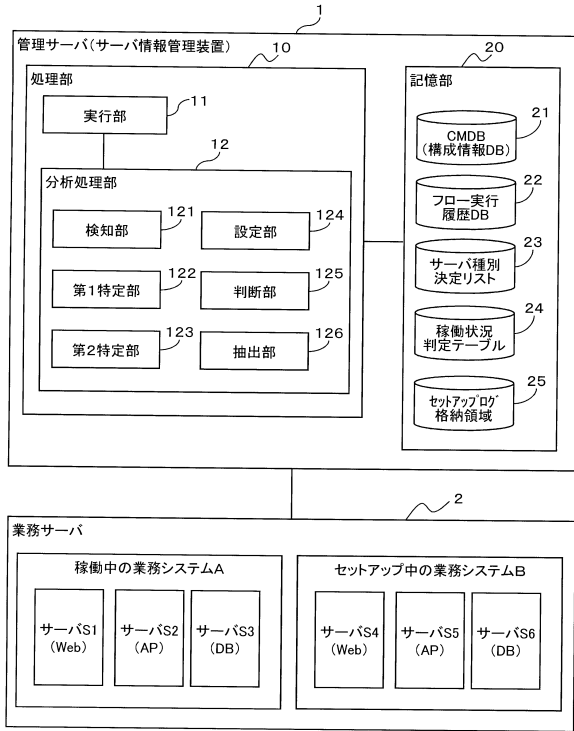 1
管理サーバ(サーバ情報管理装置)
10
20
処理部
記憶部
11
実行部
12
分析処理部
121
検知部
124
設定部
122
第1特定部
125
判断部
123
第2特定部
126
抽出部
21
CMDB
(構成情報DB)
22
フロー実行
履歴DB
23
サーバ種別
決定リスト
24
稼働状況
判定テーブル
25
セットアップログ
格納領域
2
業務サーバ
稼働中の業務システムA
サーバS1
(Web)
サーバS2
(AP)
サーバS3
(DB)
セットアップ中の業務システムB
サーバS4
(Web)
サーバS5
(AP)
サーバS6
(DB)